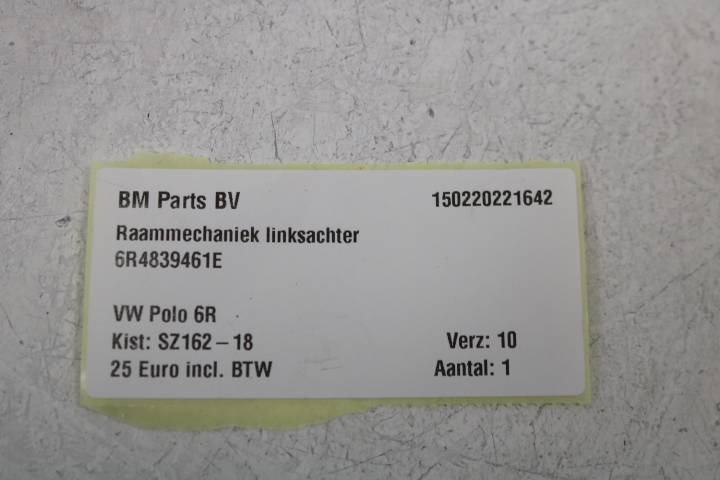 BM Parts BV 150220221642
Raammechaniek linksachter
6R4839461E
VW Polo 6R
Kist: SZ162-18 Verz: 10
25 Euro incl. BTW Aantal: 1